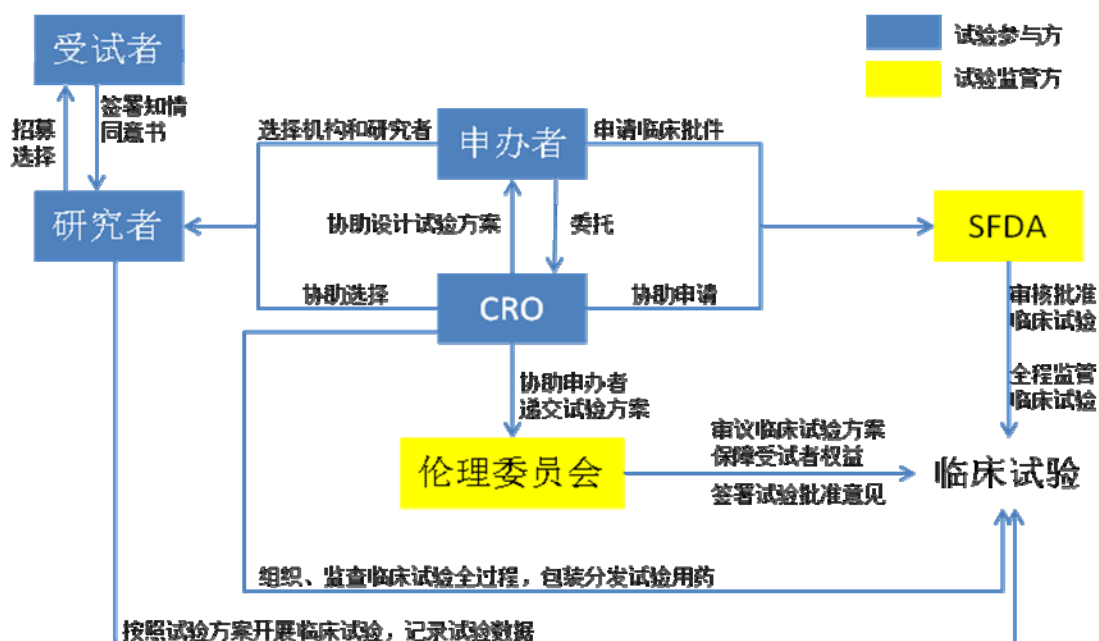 受试者
试验参与方
试验监管方
招募
选择
签署知情
同意书
选择机构和研究者
申办者
申请临床批件
研究者
协助设计试验方案
委托
SFDA
协助选择
CRO
协助申请
审核批准
临床试验
全程监管
临床试验
协助申办者
递交试验方案
伦理委员会
审议临床试验方案
保障受试者权益
签署试验批准意见
临床试验
组织、监查临床试验全过程，包装分发试验用药
按照试验方案开展临床试验，记录试验数据